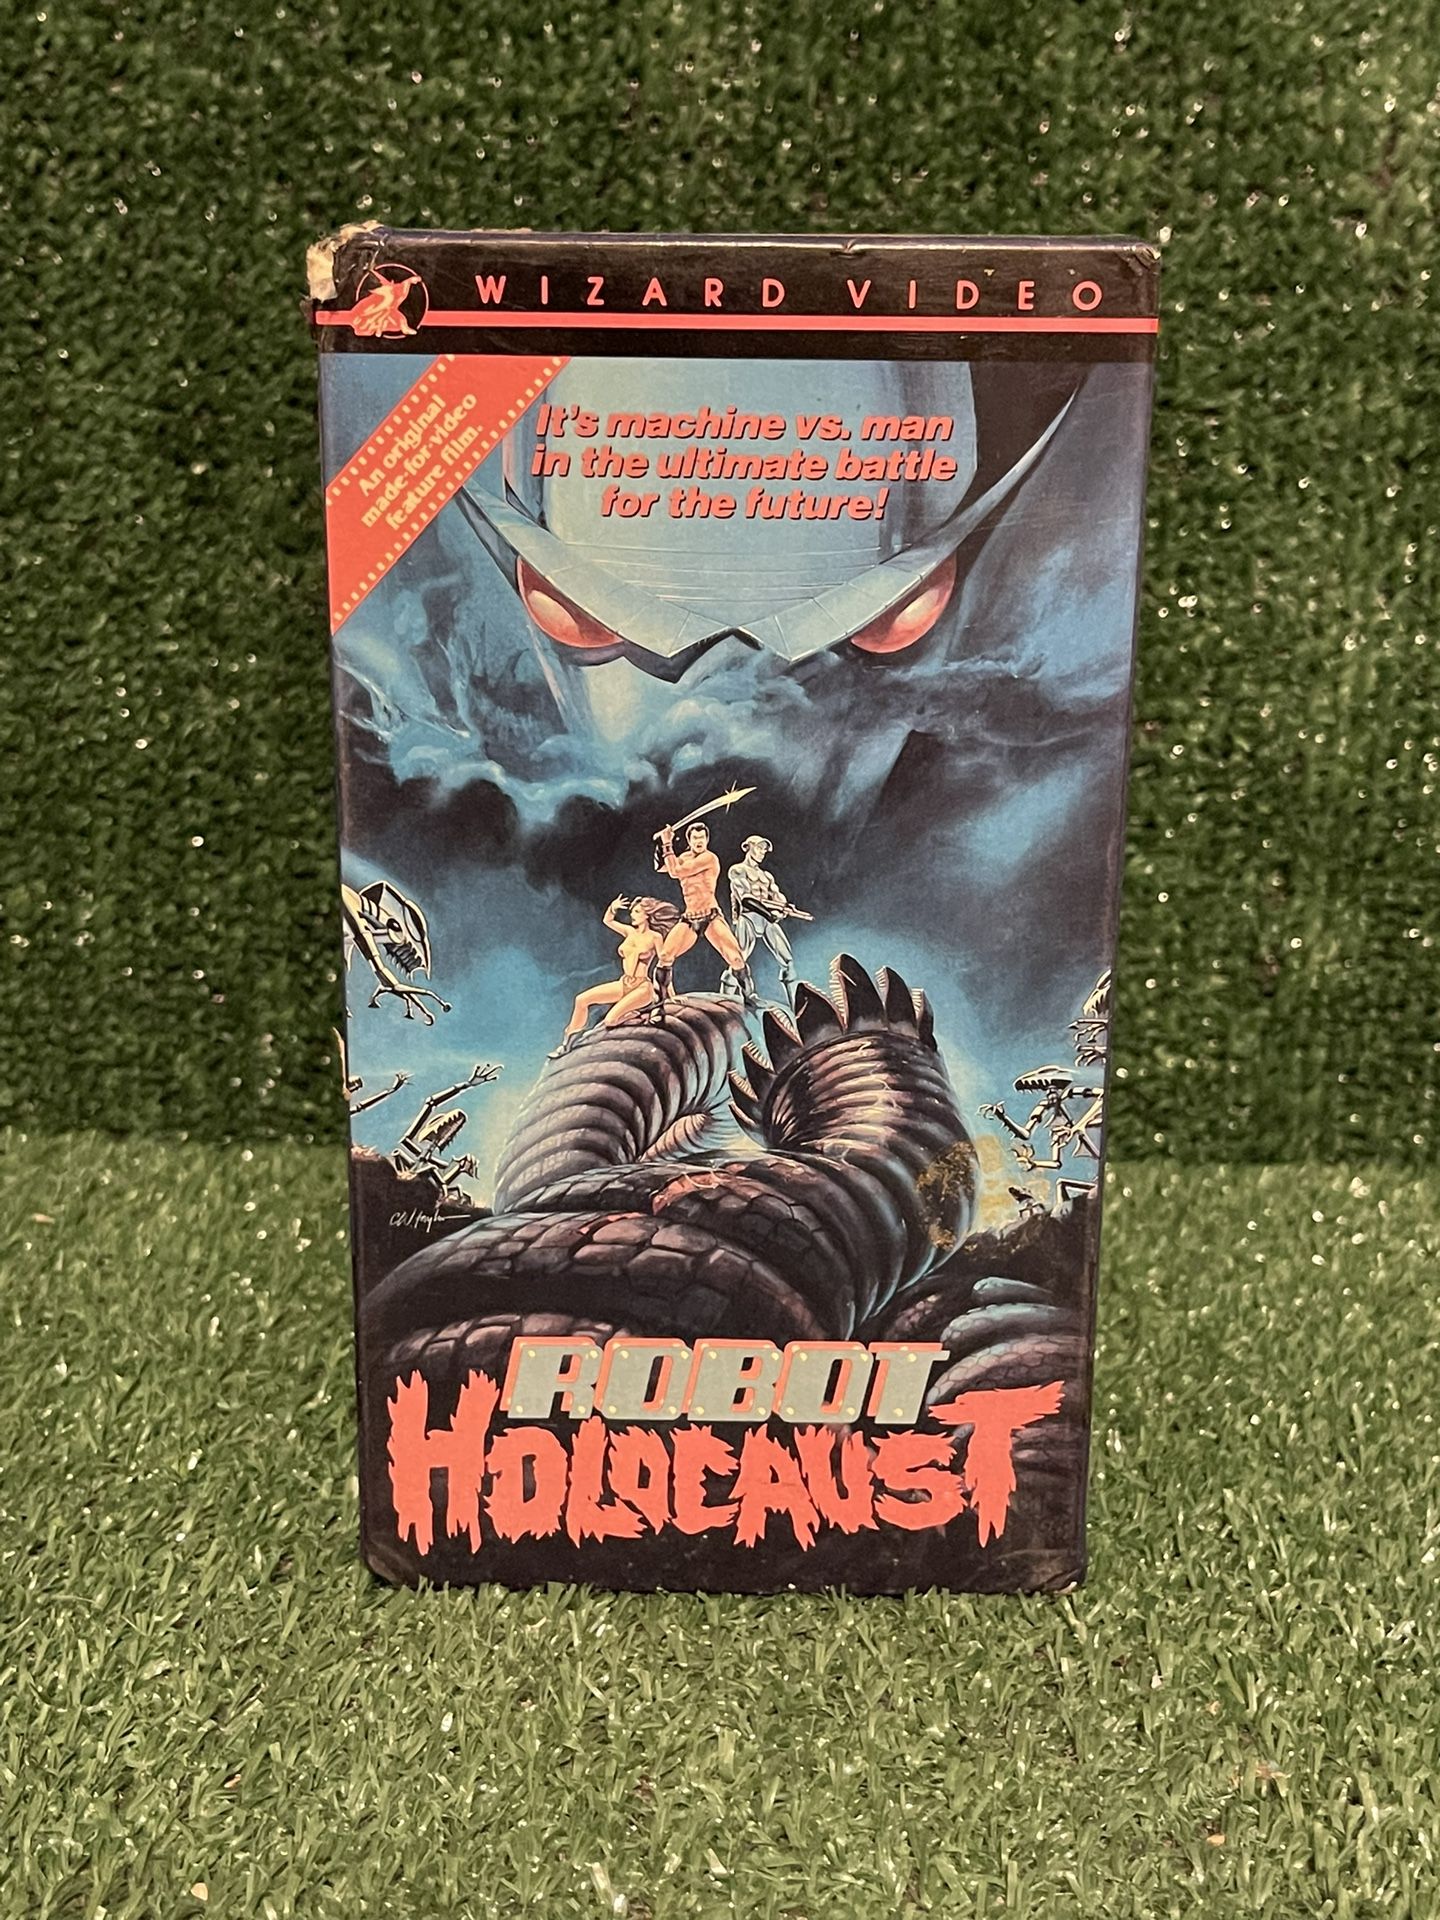 WIZARD VIDEO
An original
made-for-video
feature film.
It's machine vs. man
in the ultimate battle
for the future!
ROBOT
HOLOCAUST